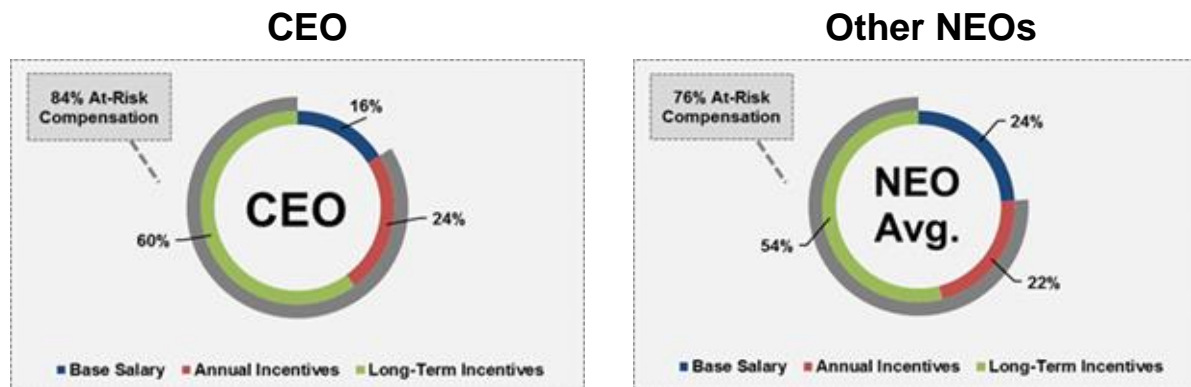 CEO
Other NEOs
84% At-Risk
Compensation
16%
CEO
24%
60%
Base Salary Annual Incentives Long-Term Incentives
76% At-Risk
Compensation
24%
NEO
Avg.
54%
22%
Base Salary Annual Incentives Long-Term Incentives